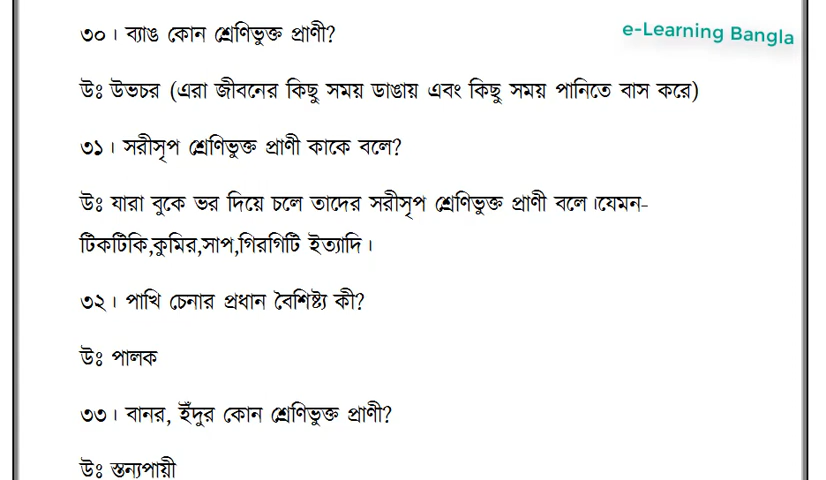 e-Learning Bangla
৩০। ব্যাঙ কোন শ্রেণিভুক্ত প্রাণী?
উঃ উভচর (এরা জীবনের কিছু সময় ডাঙায় এবং কিছু সময় পানিতে বাস করে)
৩১। সরীসৃপ শ্রেণিভুক্ত প্রাণী কাকে বলে?
উঃ যারা বুকে ভর দিয়ে চলে তাদের সরীসৃপ শ্রেণিভুক্ত প্রাণী বলে।যেমন-
টিকটিকি,কুমির,সাপ,গিরগিটি ইত্যাদি।
৩২। পাখি চেনার প্রধান বৈশিষ্ট্য কী?
উঃ পালক
৩৩। বানর, ইঁদুর কোন শ্রেণিভুক্ত প্রাণী?
উঃ স্তন্যপায়ী